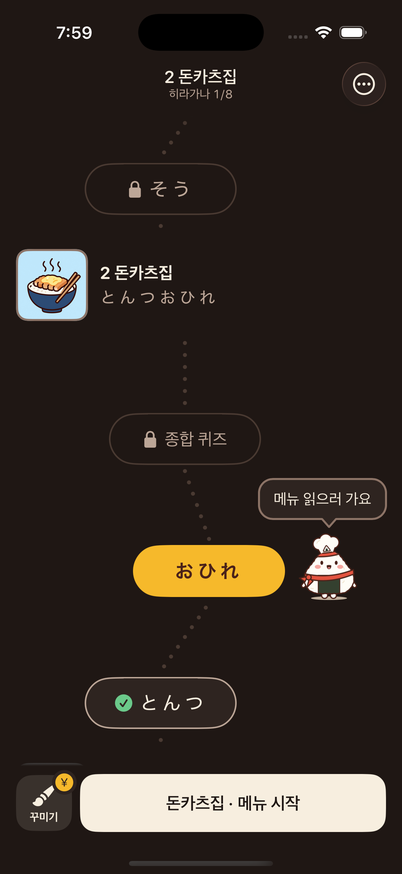 7:59
2 돈카츠집
히라가나 1/8
そう
2 돈카츠집
とんつおひれ
종합 퀴즈
메뉴 읽으러 가요
おひれ
とんつ
¥
꾸미기
돈카츠집 · 메뉴 시작